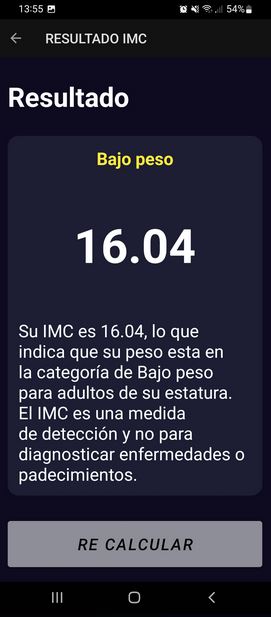 13:55 54%
RESULTADO IMC
Resultado
Bajo peso
16.04
Su IMC es 16.04, lo que
indica que su peso esta en
la categoría de Bajo peso
para adultos de su estatura.
El IMC es una medida
de detección y no para
diagnosticar enfermedades o
padecimientos.
RE CALCULAR